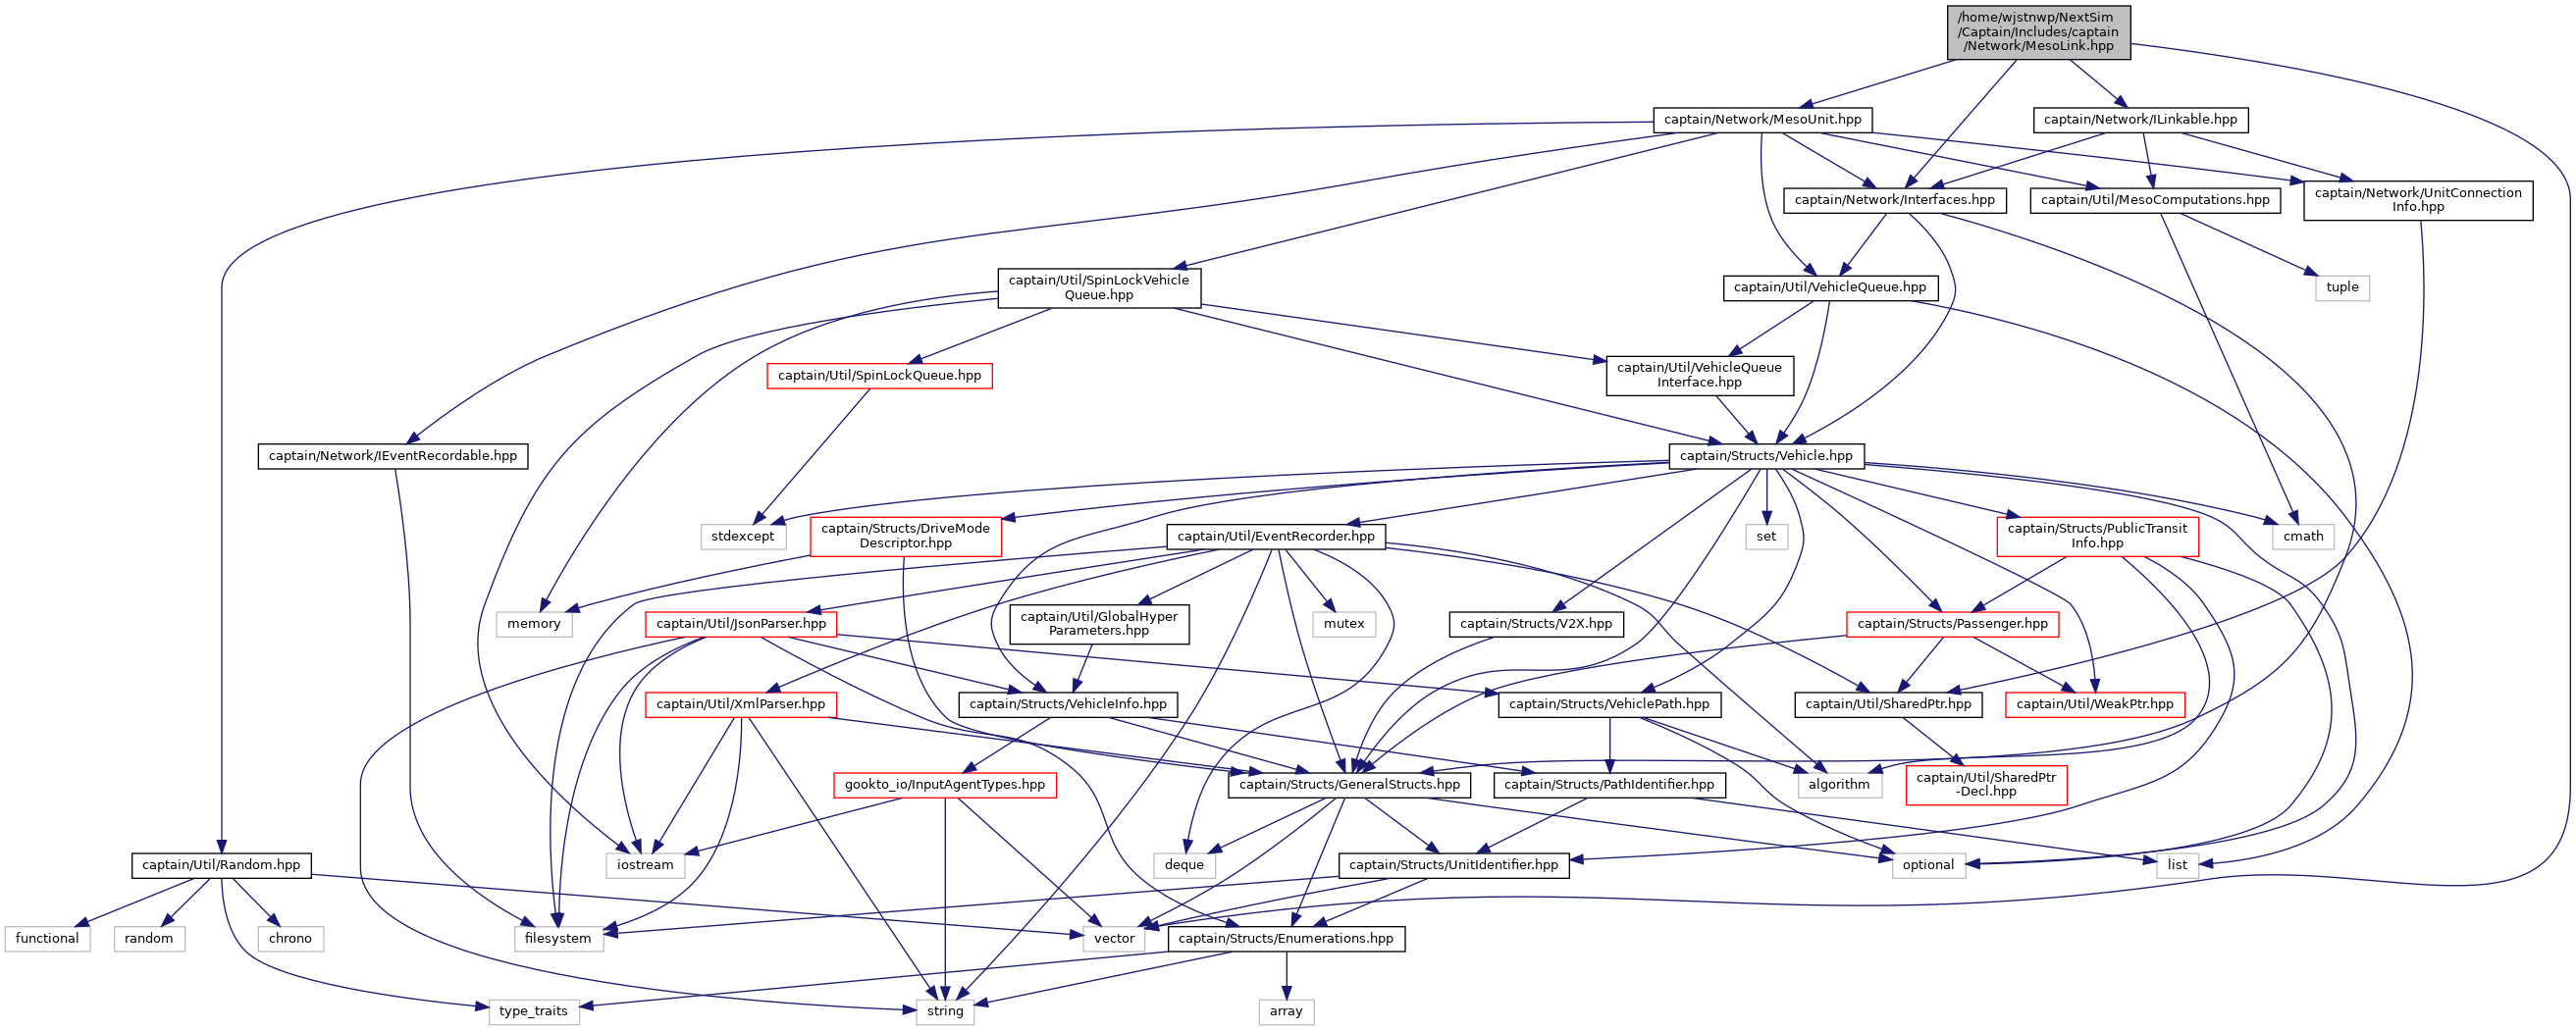 /home/wjstnwp/NextSim
/Captain/Includes/captain
/Network/MesoLink.hpp
captain/Network/MesoUnit.hpp
captain/Network/ILinkable.hpp
captain/Network/Interfaces.hpp
captain/Util/MesoComputations.hpp
captain/Network/UnitConnection
Info.hpp
captain/Util/SpinLockVehicle
Queue.hpp
captain/Util/VehicleQueue.hpp
tuple
captain/Util/SpinLockQueue.hpp
captain/Util/VehicleQueue
Interface.hpp
captain/Network/IEventRecordable.hpp
captain/Structs/Vehicle.hpp
stdexcept
captain/Structs/DriveMode
Descriptor.hpp
captain/Util/EventRecorder.hpp
set
captain/Structs/PublicTransit
Info.hpp
cmath
memory
captain/Util/JsonParser.hpp
captain/Util/GlobalHyper
Parameters.hpp
mutex
captain/Structs/V2X.hpp
captain/Structs/Passenger.hpp
captain/Util/XmlParser.hpp
captain/Structs/VehicleInfo.hpp
captain/Structs/VehiclePath.hpp
captain/Util/SharedPtr.hpp
captain/Util/WeakPtr.hpp
gookto_io/InputAgentTypes.hpp
captain/Structs/GeneralStructs.hpp
captain/Structs/PathIdentifier.hpp
algorithm
captain/Util/SharedPtr
-Decl.hpp
captain/Util/Random.hpp
iostream
deque
captain/Structs/UnitIdentifier.hpp
optional
list
functional
random
chrono
filesystem
vector
captain/Structs/Enumerations.hpp
type_traits
string
array